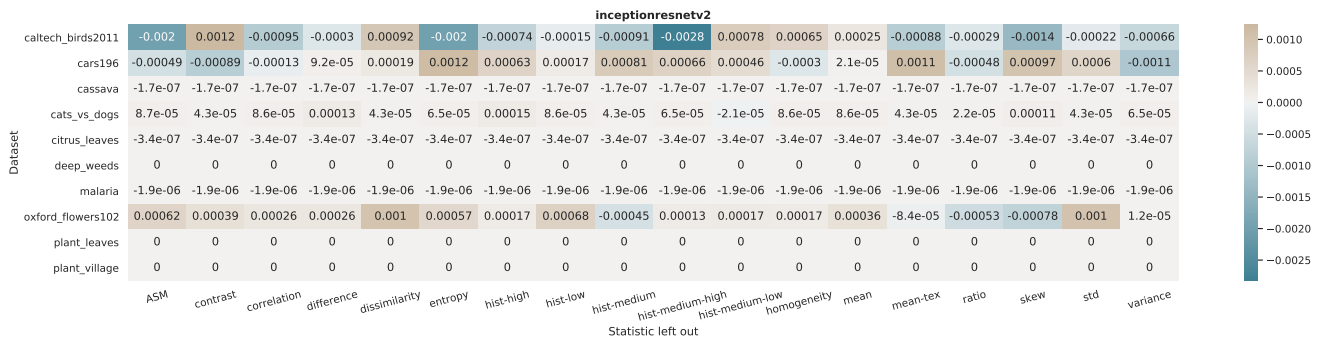 inceptionresnetv2
caltech_birds2011 -0.002 0.0012 -0.00095 -0.0003 0.00092 -0.002 -0.00074 -0.00015 -0.00091 -0.0028 0.00078 0.00065 0.00025 -0.00088 -0.00029 -0.0014 -0.00022 -0.00066
cars196 -0.00049 -0.00089 -0.00013 9.2e-05 0.00019 0.0012 0.00063 0.00017 0.00081 0.00066 0.00046 -0.0003 2.1e-05 0.0011 -0.00048 0.00097 0.0006 -0.0011
cassava -1.7e-07 -1.7e-07 -1.7e-07 -1.7e-07 -1.7e-07 -1.7e-07 -1.7e-07 -1.7e-07 -1.7e-07 -1.7e-07 -1.7e-07 -1.7e-07 -1.7e-07 -1.7e-07 -1.7e-07 -1.7e-07 -1.7e-07 -1.7e-07
cats_vs_dogs 8.7e-05 4.3e-05 8.6e-05 0.00013 4.3e-05 6.5e-05 0.00015 8.6e-05 4.3e-05 6.5e-05 -2.1e-05 8.6e-05 8.6e-05 4.3e-05 2.2e-05 0.00011 4.3e-05 6.5e-05
citrus_leaves -3.4e-07 -3.4e-07 -3.4e-07 -3.4e-07 -3.4e-07 -3.4e-07 -3.4e-07 -3.4e-07 -3.4e-07 -3.4e-07 -3.4e-07 -3.4e-07 -3.4e-07 -3.4e-07 -3.4e-07 -3.4e-07 -3.4e-07 -3.4e-07
deep_weeds 0 0 0 0 0 0 0 0 0 0 0 0 0 0 0 0 0 0
malaria -1.9e-06 -1.9e-06 -1.9e-06 -1.9e-06 -1.9e-06 -1.9e-06 -1.9e-06 -1.9e-06 -1.9e-06 -1.9e-06 -1.9e-06 -1.9e-06 -1.9e-06 -1.9e-06 -1.9e-06 -1.9e-06 -1.9e-06 -1.9e-06
oxford_flowers102 0.00062 0.00039 0.00026 0.00026 0.001 0.00057 0.00017 0.00068 -0.00045 0.00013 0.00017 0.00017 0.00036 -8.4e-05 -0.00053 -0.00078 0.001 1.2e-05
plant_leaves 0 0 0 0 0 0 0 0 0 0 0 0 0 0 0 0 0 0
plant_village 0 0 0 0 0 0 0 0 0 0 0 0 0 0 0 0 0 0
Dataset
ASM contrast correlation difference dissimilarity entropy hist-high hist-low hist-medium hist-medium-high hist-medium-low homogeneity mean mean-tex ratio skew std variance
Statistic left out
0.0010
0.0005
0.0000
−0.0005
−0.0010
−0.0015
−0.0020
−0.0025